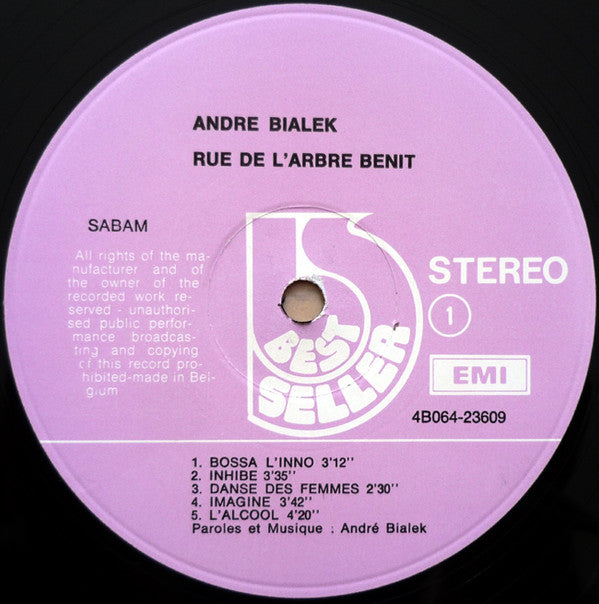 ANDRE BIALEK
RUE DE L'ARBRE BENIT
SABAM
All rights of the ma-
nufacturer and of
the owner of the
recorded work re-
served - unauthori-
sed public perfor-
mance broadcas-
ting and copying
of this record pro-
hibited-made in Bel-
gium
STEREO
1
BEST
SELLER
EMI
4B064-23609
1. BOSSA L'INNO 3'12''
2. INHIBE 3'35''
3. DANSE DES FEMMES 2'30''
4. IMAGINE 3'42''
5. L'ALCOOL 4'20''
Paroles et Musique : André Bialek